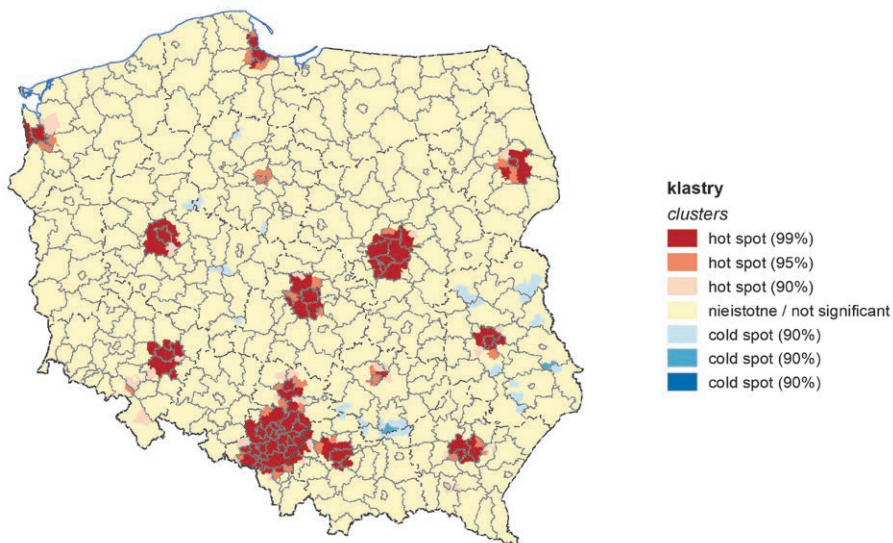 klastry
clusters
hot spot (99%)
hot spot (95%)
hot spot (90%)
nieistotne / not significant
cold spot (90%)
cold spot (90%)
cold spot (90%)